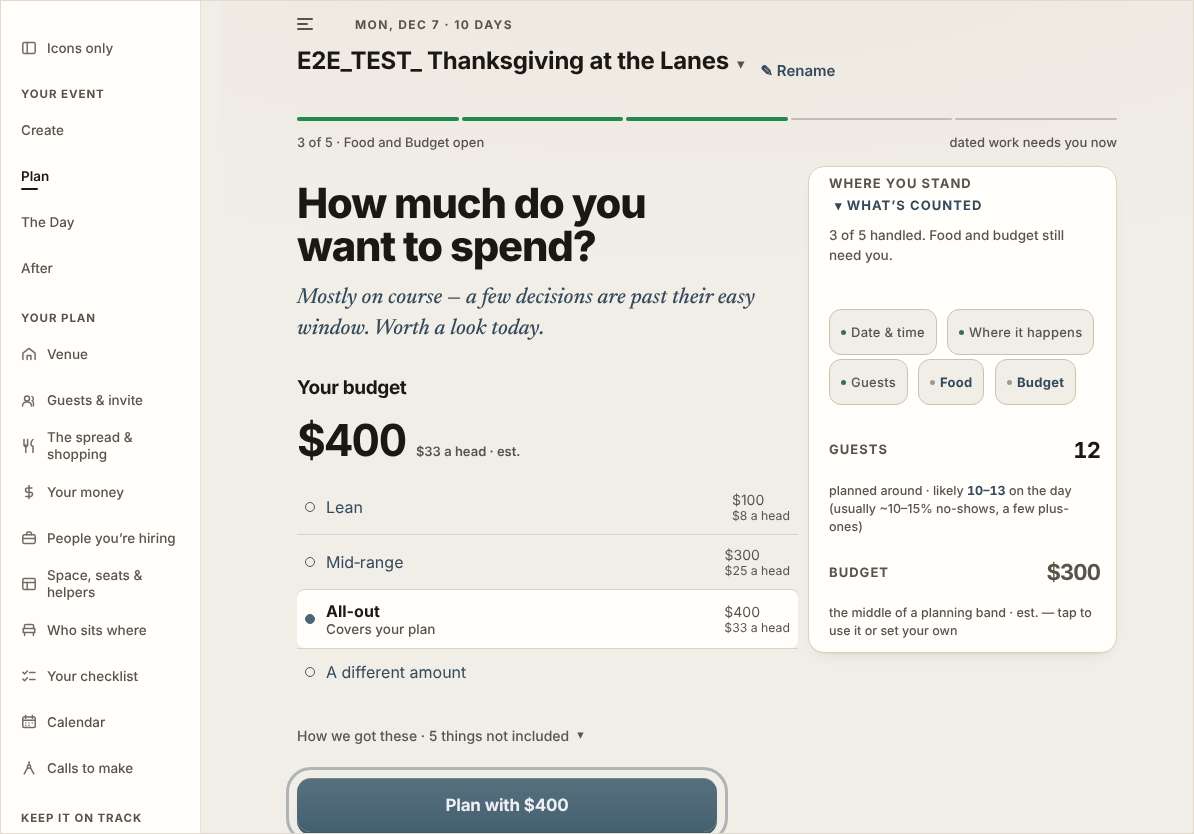 Icons only
YOUR EVENT
Create
Plan
The Day
After
YOUR PLAN
Venue
Guests & invite
The spread &
shopping
Your money
People you’re hiring
Space, seats &
helpers
Who sits where
Your checklist
Calendar
Calls to make
KEEP IT ON TRACK
MON, DEC 7 · 10 DAYS
E2E_TEST_ Thanksgiving at the Lanes ▾
✎ Rename
3 of 5 · Food and Budget open
dated work needs you now
How much do you
want to spend?
Mostly on course — a few decisions are past their easy
window. Worth a look today.
Your budget
$400 $33 a head · est.
Lean
$100
$8 a head
Mid-range
$300
$25 a head
All-out
Covers your plan
$400
$33 a head
A different amount
How we got these · 5 things not included ▾
Plan with $400
WHERE YOU STAND
▾ WHAT’S COUNTED
3 of 5 handled. Food and budget still
need you.
Date & time
Where it happens
Guests
Food
Budget
GUESTS 12
planned around · likely 10–13 on the day
(usually ~10–15% no-shows, a few plus-
ones)
BUDGET $300
the middle of a planning band · est. — tap to
use it or set your own